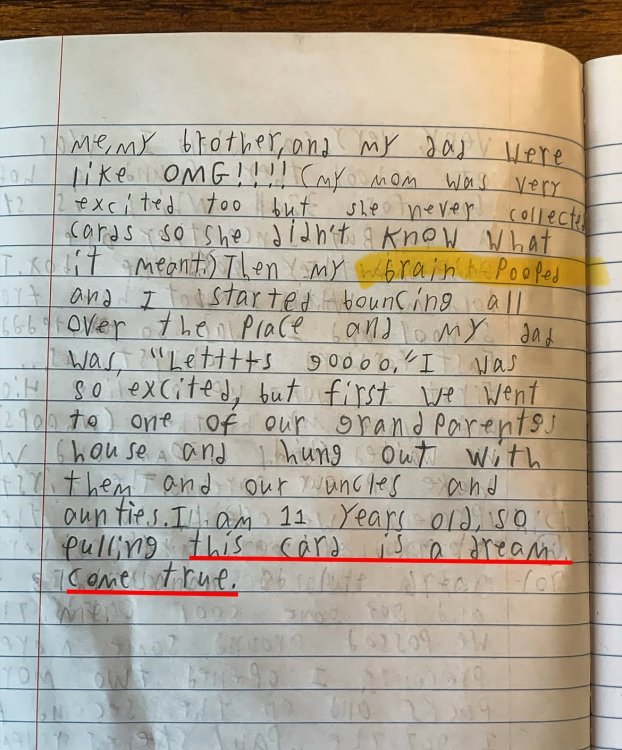 Me, my brother, and my dad were
like OMG!!!! (my mom was very
excited too but she never collected
cards so she didn't know what
it meant.) Then my brain pooped
and I started bouncing all
over the place and my dad
was, "Letttts goooo." I was
so excited, but first we went
to one of our grandparents
house and hung out with
them and our uncles and
aunties. I am 11 years old, so
pulling this card is a dream
come true.